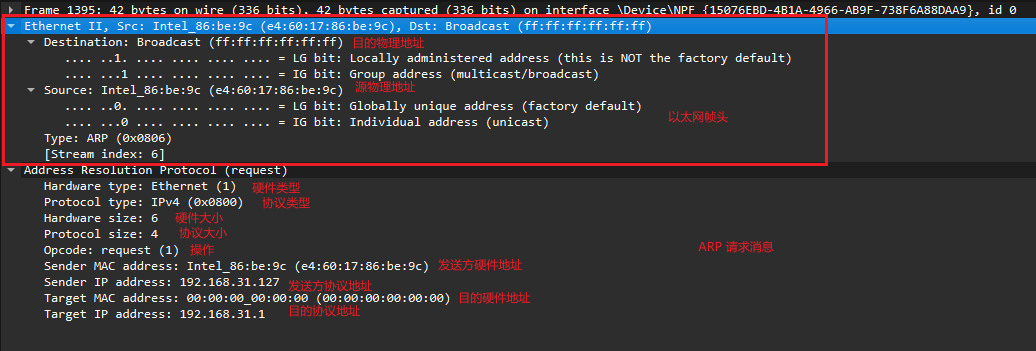 Frame 1395: 42 bytes on wire (336 bits), 42 bytes captured (336 bits) on interface \Device\NPF_{15076EBD-4B1A-4966-AB9F-738F6A88DAA9}, id 0
Ethernet II, Src: Intel_86:be:9c (e4:60:17:86:be:9c), Dst: Broadcast (ff:ff:ff:ff:ff:ff)
Destination: Broadcast (ff:ff:ff:ff:ff:ff) 目的物理地址
.... ..1. .... .... .... .... = LG bit: Locally administered address (this is NOT the factory default)
.... ...1 .... .... .... .... = IG bit: Group address (multicast/broadcast)
Source: Intel_86:be:9c (e4:60:17:86:be:9c) 源物理地址
.... ..0. .... .... .... .... = LG bit: Globally unique address (factory default)
.... ...0 .... .... .... .... = IG bit: Individual address (unicast) 以太网帧头
Type: ARP (0x0806)
[Stream index: 6]
Address Resolution Protocol (request)
Hardware type: Ethernet (1) 硬件类型
Protocol type: IPv4 (0x0800) 协议类型
Hardware size: 6 硬件大小
Protocol size: 4 协议大小
Opcode: request (1) 操作 ARP 请求消息
Sender MAC address: Intel_86:be:9c (e4:60:17:86:be:9c) 发送方硬件地址
Sender IP address: 192.168.31.127 发送方协议地址
Target MAC address: 00:00:00_00:00:00 (00:00:00:00:00:00) 目的硬件地址
Target IP address: 192.168.31.1 目的协议地址